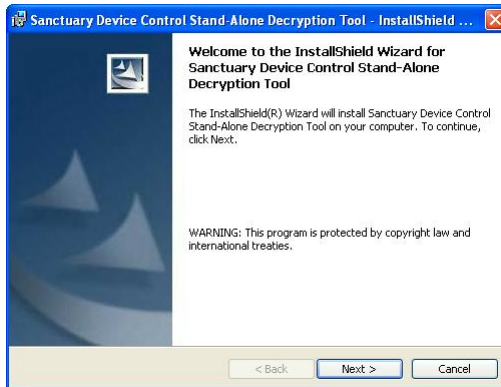 Sanctuary Device Control Stand-Alone Decryption Tool - InstallShield ...
Welcome to the InstallShield Wizard for
Sanctuary Device Control Stand-Alone
Decryption Tool
The InstallShield(R) Wizard will install Sanctuary Device Control
Stand-Alone Decryption Tool on your computer. To continue,
click Next.
WARNING: This program is protected by copyright law and
international treaties.
< Back
Next >
Cancel